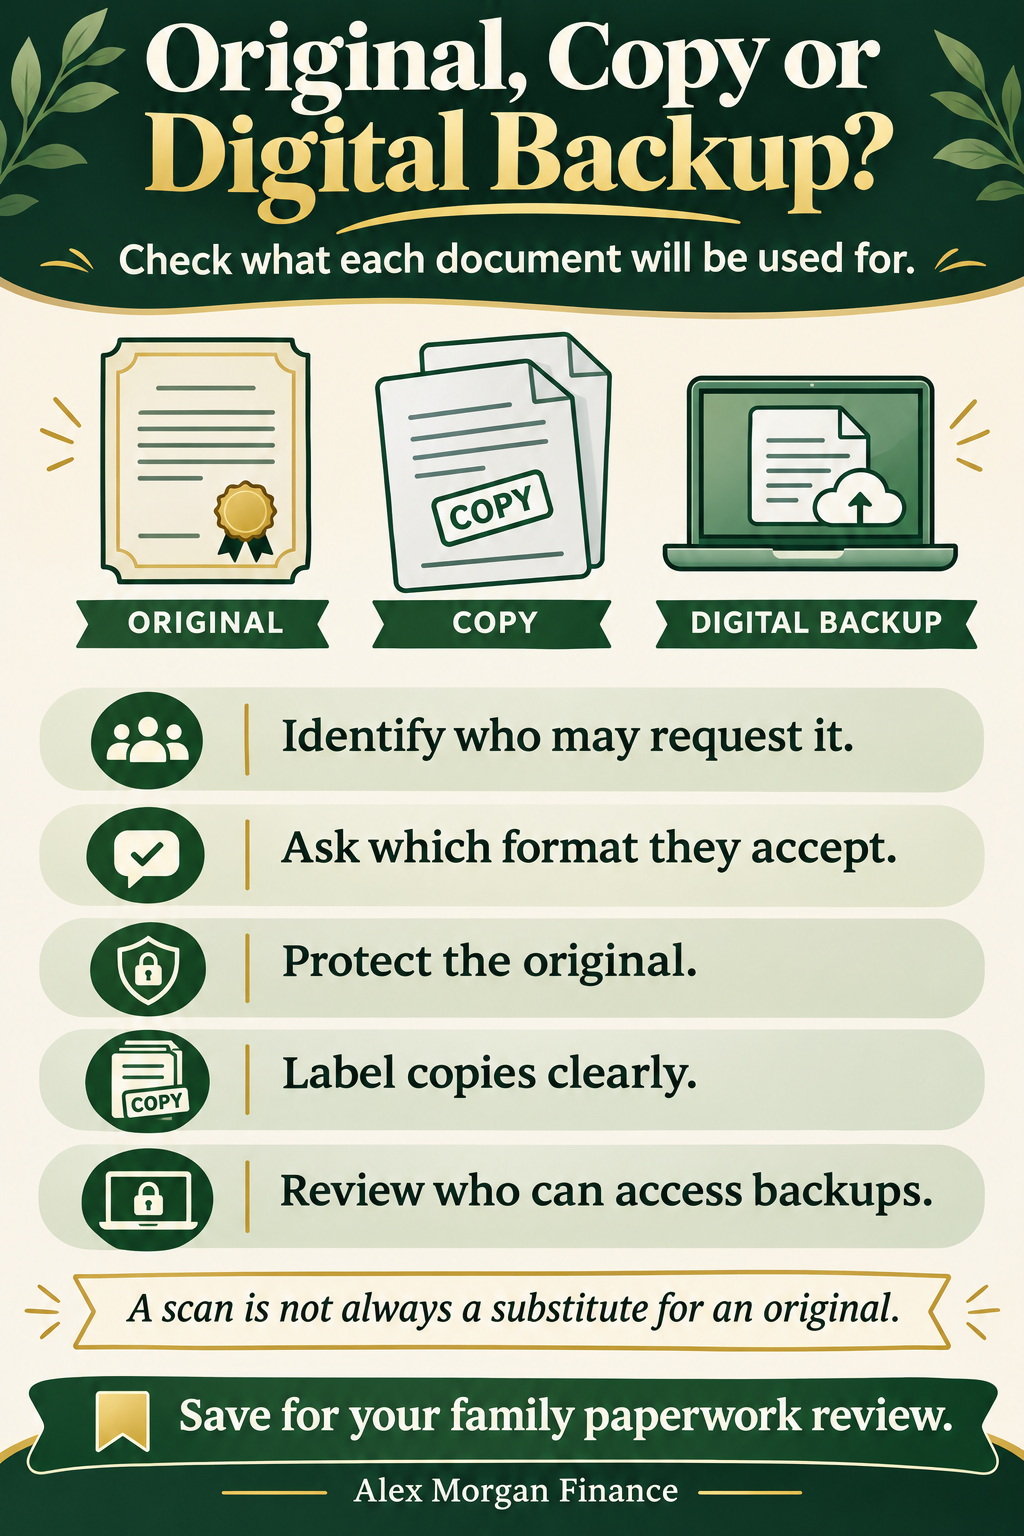 Original, Copy or
Digital Backup?
Check what each document will be used for.
COPY
ORIGINAL
COPY
DIGITAL BACKUP
Identify who may request it.
Ask which format they accept.
Protect the original.
COPY
Label copies clearly.
Review who can access backups.
A scan is not always a substitute for an original.
Save for your family paperwork review.
Alex Morgan Finance